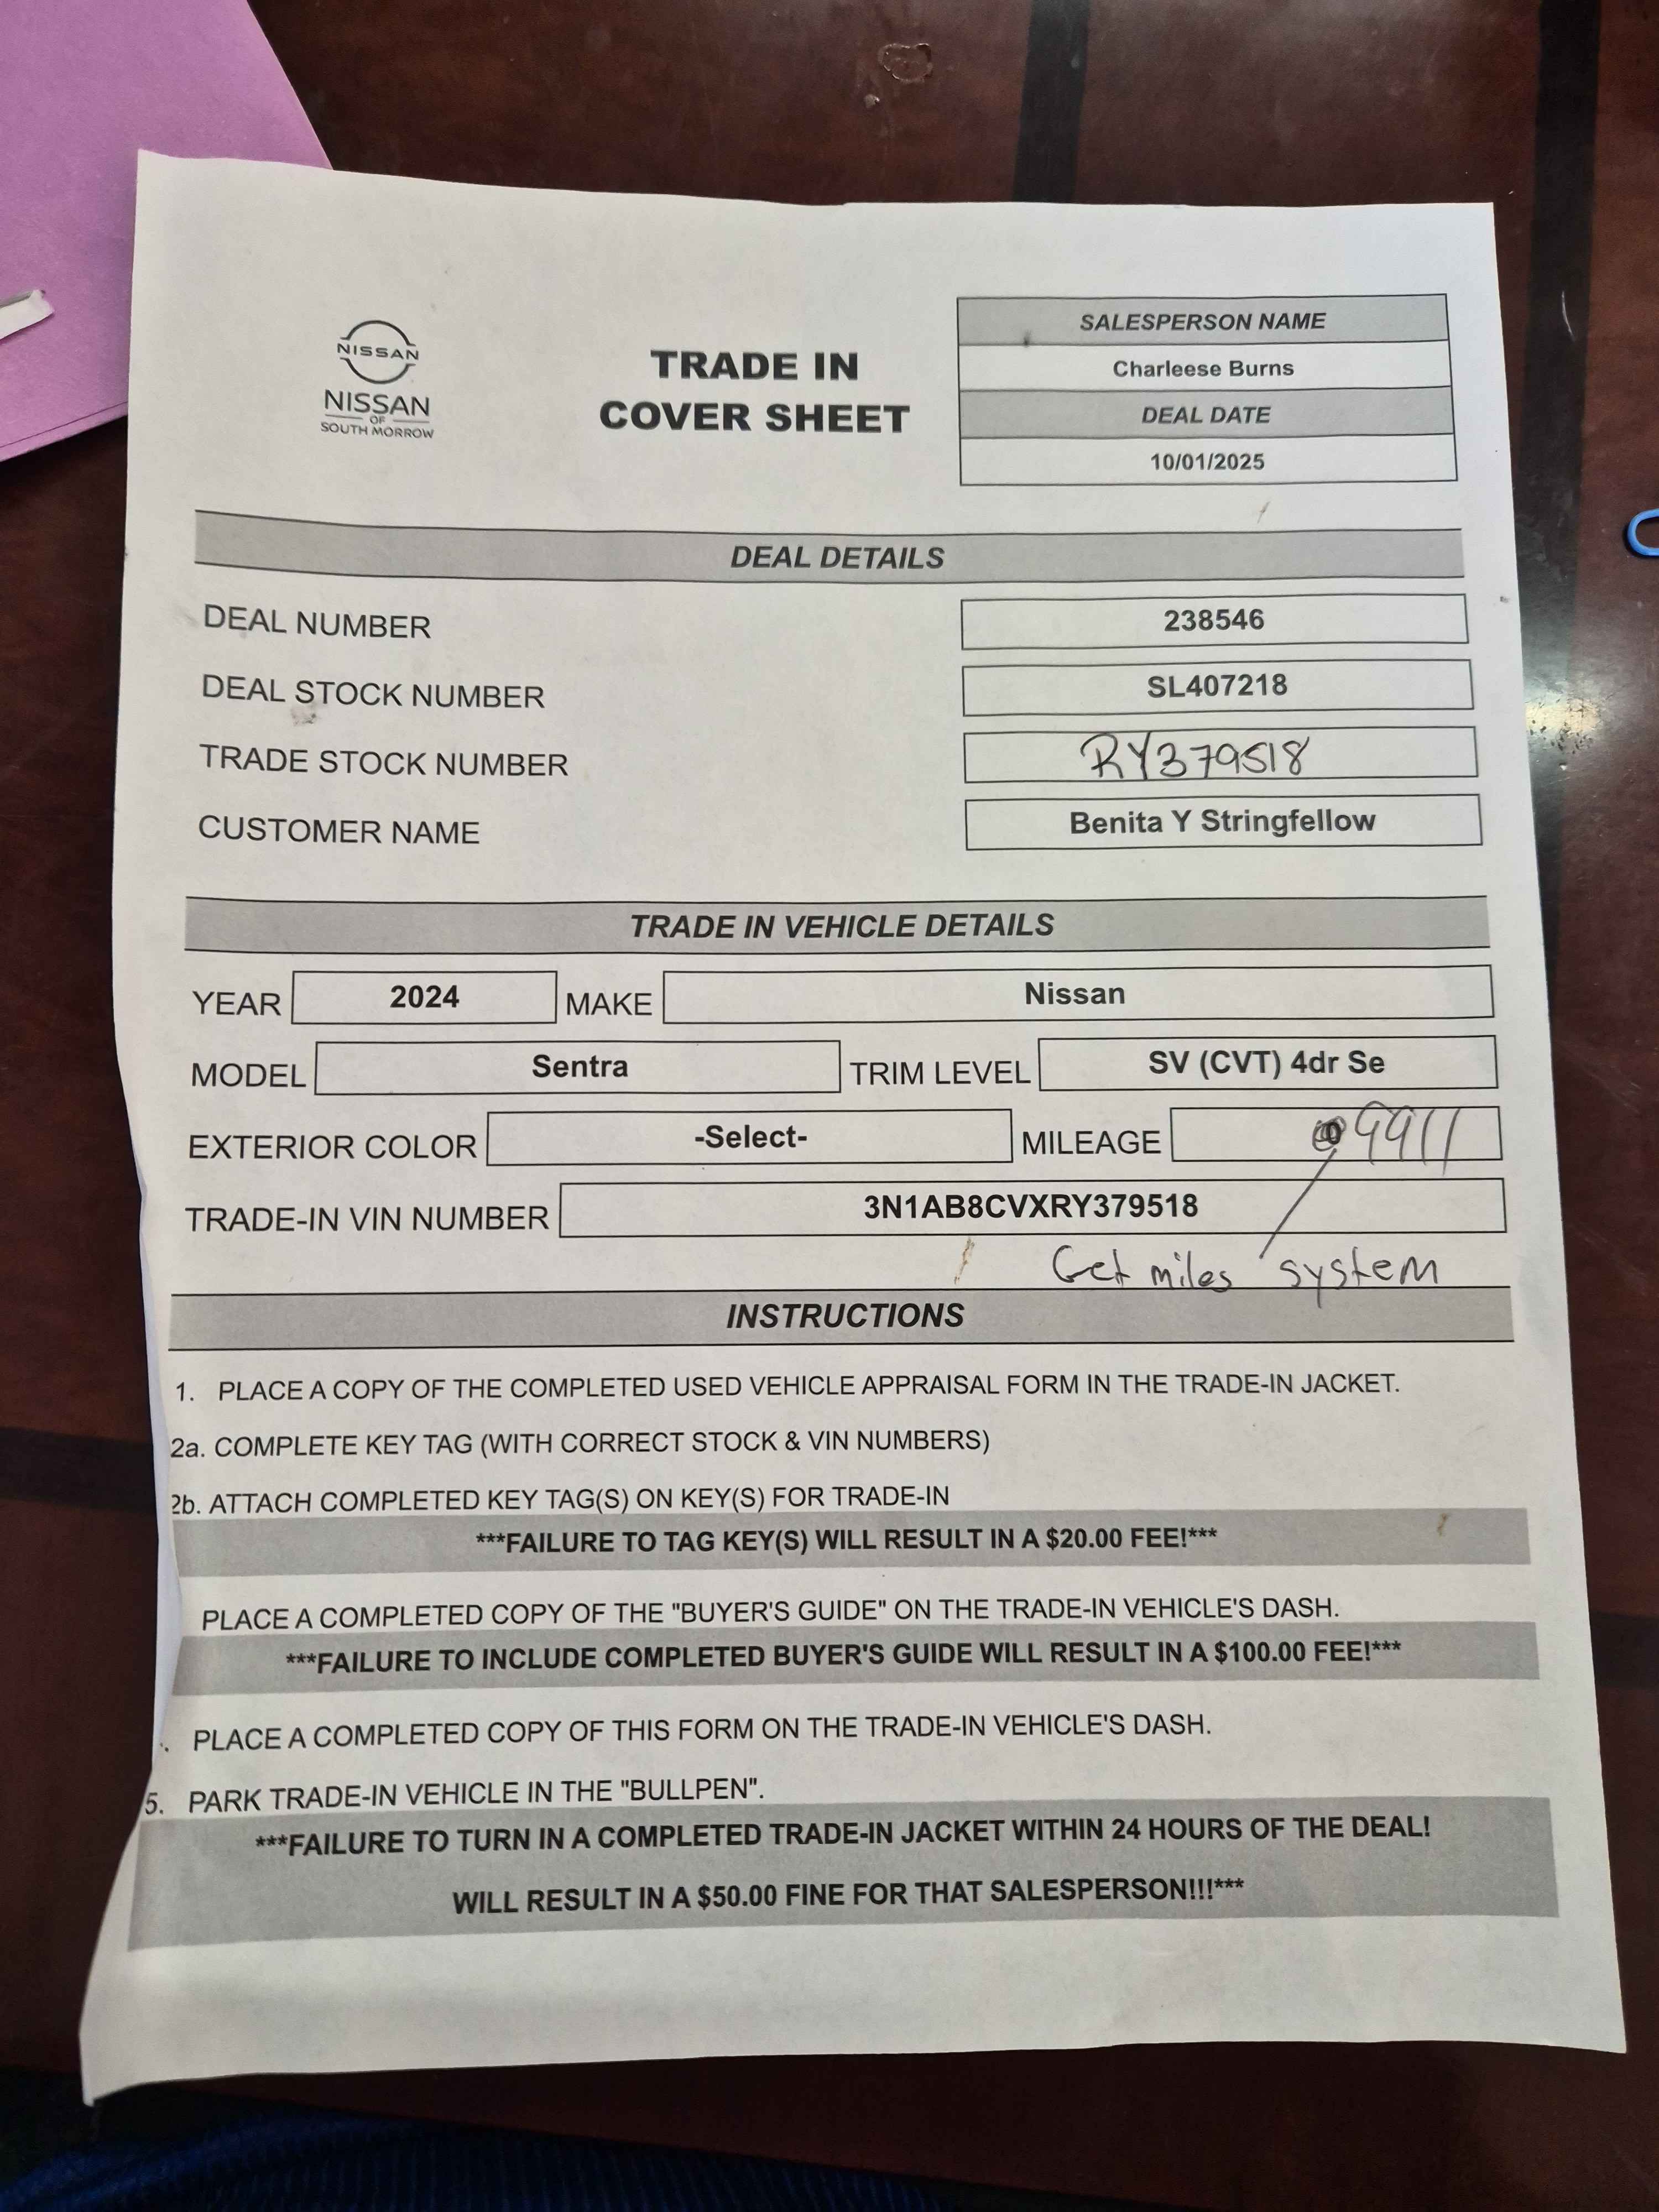 NISSAN
NISSAN
OF
SOUTH MORROW
TRADE IN
COVER SHEET
SALESPERSON NAME
Charleese Burns
DEAL DATE
10/01/2025
DEAL DETAILS
DEAL NUMBER 238546
DEAL STOCK NUMBER SL407218
TRADE STOCK NUMBER RY379518
CUSTOMER NAME Benita Y Stringfellow
TRADE IN VEHICLE DETAILS
YEAR 2024 MAKE Nissan
MODEL Sentra TRIM LEVEL SV (CVT) 4dr Se
EXTERIOR COLOR -Select- MILEAGE 9911
TRADE-IN VIN NUMBER 3N1AB8CVXRY379518
Get miles system
INSTRUCTIONS
1. PLACE A COPY OF THE COMPLETED USED VEHICLE APPRAISAL FORM IN THE TRADE-IN JACKET.
2a. COMPLETE KEY TAG (WITH CORRECT STOCK & VIN NUMBERS)
2b. ATTACH COMPLETED KEY TAG(S) ON KEY(S) FOR TRADE-IN
***FAILURE TO TAG KEY(S) WILL RESULT IN A $20.00 FEE!***
PLACE A COMPLETED COPY OF THE "BUYER'S GUIDE" ON THE TRADE-IN VEHICLE'S DASH.
***FAILURE TO INCLUDE COMPLETED BUYER'S GUIDE WILL RESULT IN A $100.00 FEE!***
. PLACE A COMPLETED COPY OF THIS FORM ON THE TRADE-IN VEHICLE'S DASH.
5. PARK TRADE-IN VEHICLE IN THE "BULLPEN".
***FAILURE TO TURN IN A COMPLETED TRADE-IN JACKET WITHIN 24 HOURS OF THE DEAL!
WILL RESULT IN A $50.00 FINE FOR THAT SALESPERSON!!!***